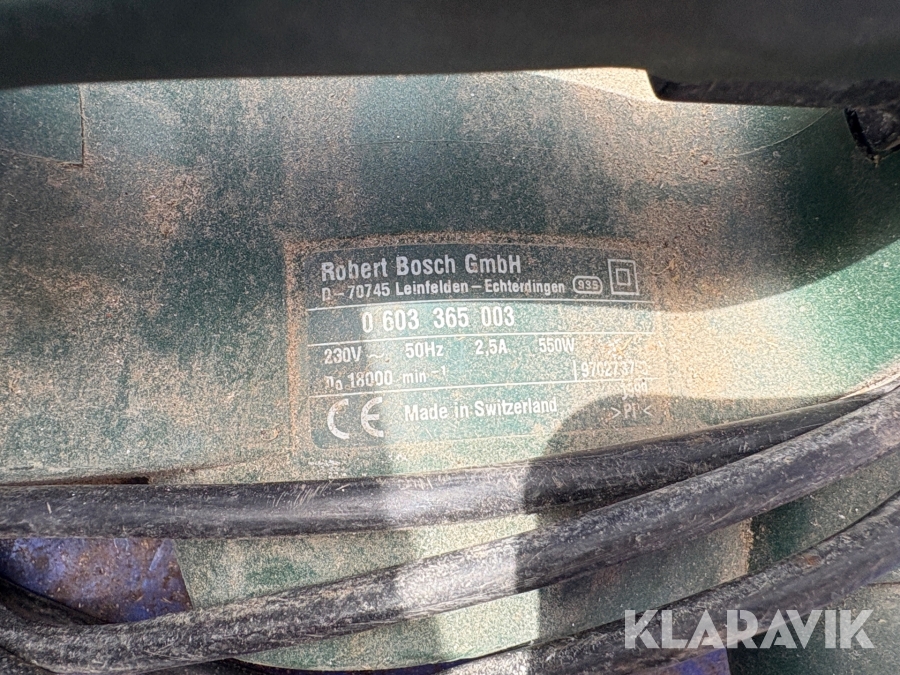 Robert Bosch GmbH
D-70745 Leinfelden-Echterdingen 935
0 603 365 003
230V ~ 50Hz 2,5A 550W
n₀ 18000 min⁻¹
CE Made in Switzerland
KLARAVIK